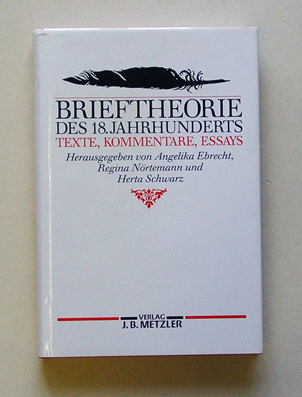 BRIEFTHEORIE
DES 18. JAHRHUNDERTS
TEXTE, KOMMENTARE, ESSAYS
Herausgegeben von Angelika Ebrecht,
Regina Nörtemann und
Herta Schwarz
VERLAG
J. B. METZLER